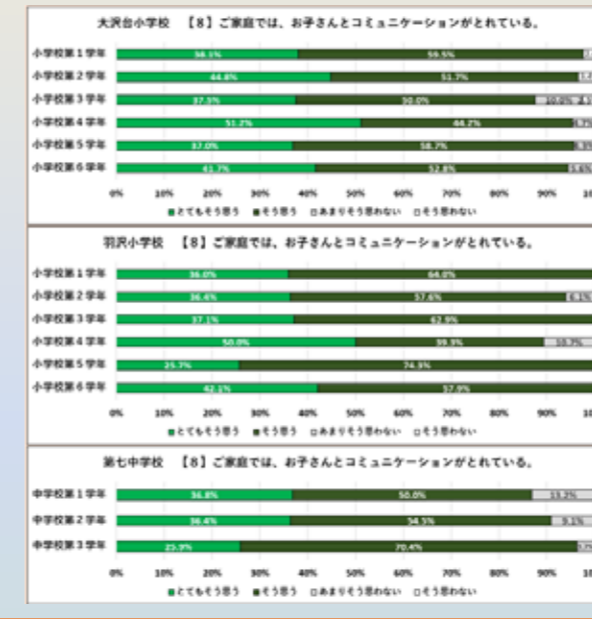 大沢台小学校 【8】ご家庭では、お子さんとコミュニケーションがとれている。
小学校第1学年 38.1% 59.5%
小学校第2学年 44.8% 51.7%
小学校第3学年 37.5% 50.0% 10.0% 2.5
小学校第4学年 51.2% 44.2%
小学校第5学年 37.0% 58.7%
小学校第6学年 41.7% 52.8% 5.6%
0% 10% 20% 30% 40% 50% 60% 70% 80% 90% 10
■とてもそう思う ■そう思う □あまりそう思わない □そう思わない
羽沢小学校 【8】ご家庭では、お子さんとコミュニケーションがとれている。
小学校第1学年 36.0% 64.0%
小学校第2学年 36.4% 57.6% 6.1%
小学校第3学年 37.1% 62.9%
小学校第4学年 50.0% 39.3% 10.7%
小学校第5学年 25.7% 74.3%
小学校第6学年 42.1% 57.9%
0% 10% 20% 30% 40% 50% 60% 70% 80% 90% 10
■とてもそう思う ■そう思う □あまりそう思わない □そう思わない
第七中学校 【8】ご家庭では、お子さんとコミュニケーションがとれている。
中学校第1学年 36.8% 50.0% 13.2%
中学校第2学年 36.4% 54.5% 9.1%
中学校第3学年 25.9% 70.4%
0% 10% 20% 30% 40% 50% 60% 70% 80% 90% 10
■とてもそう思う ■そう思う □あまりそう思わない □そう思わない